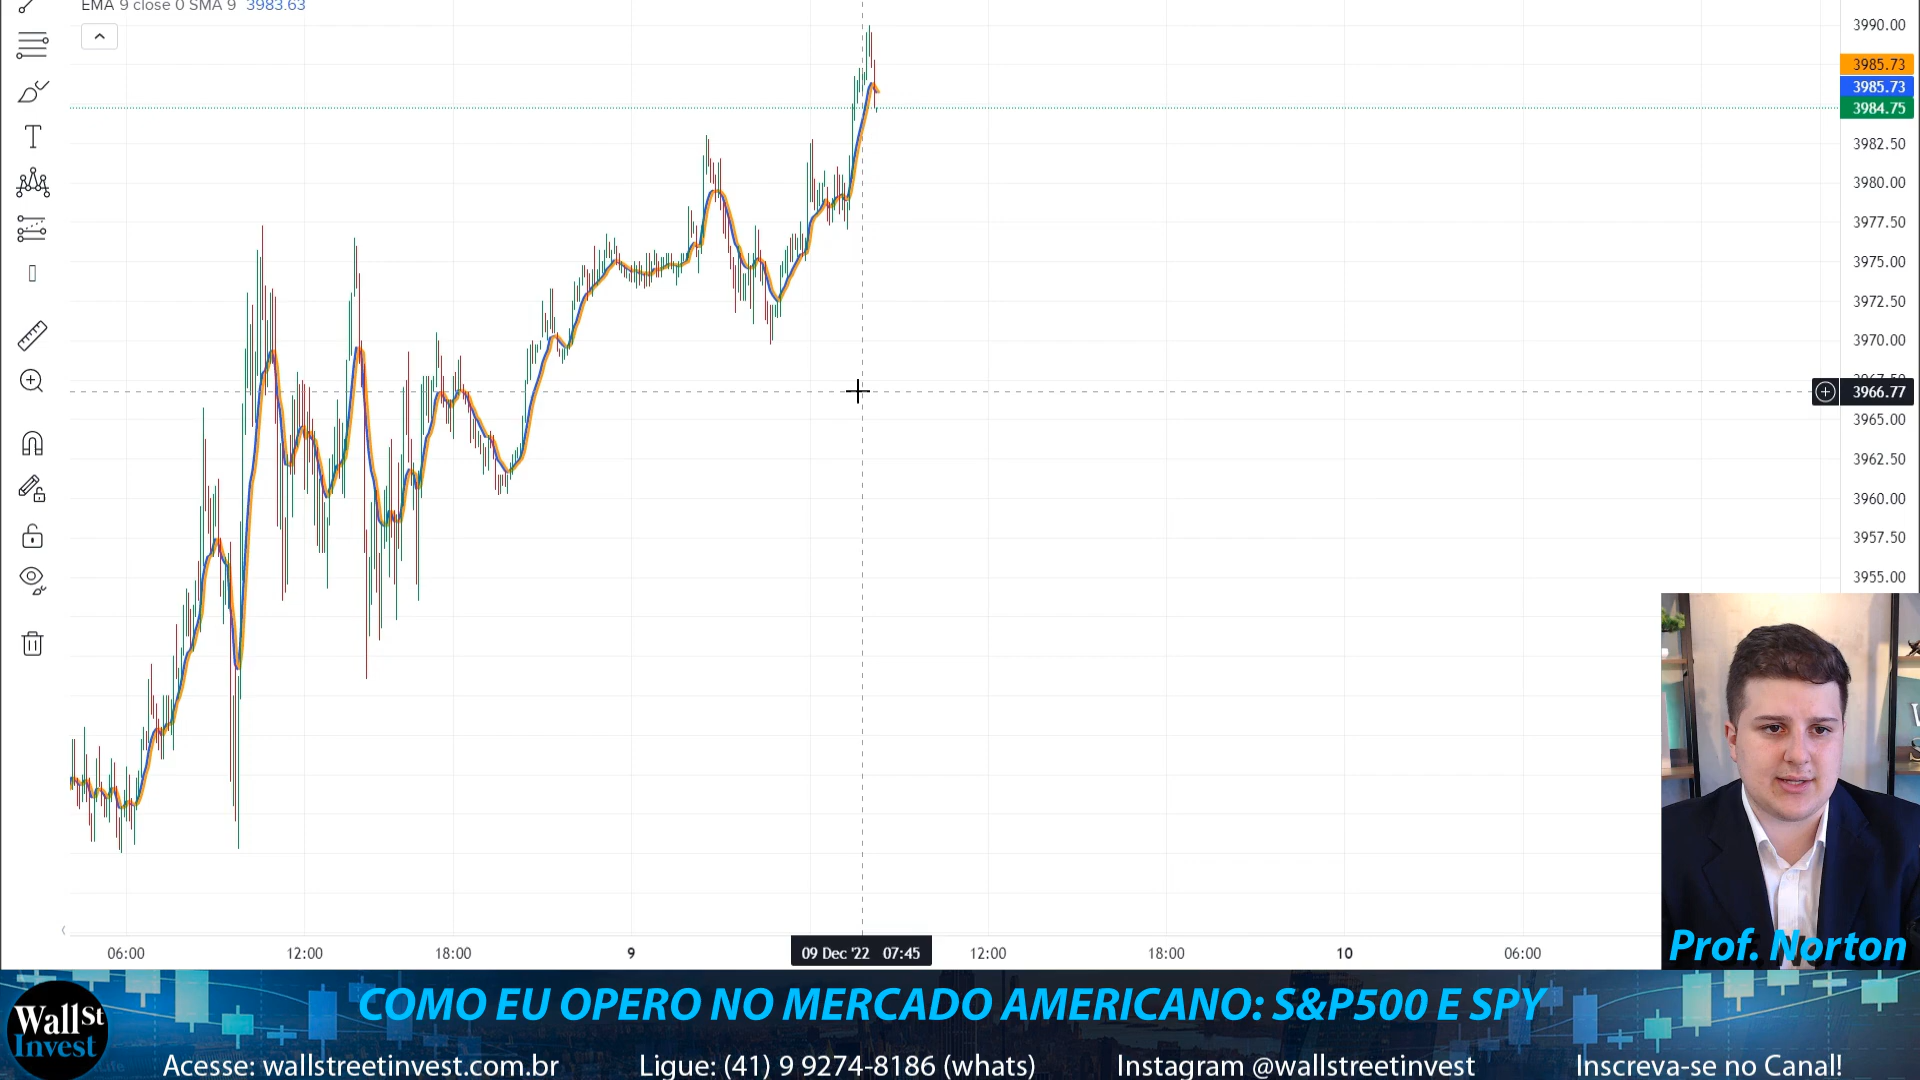 EMA 9 close 0 SMA 9 3983.63
3990.00
3985.73
3985.73
3984.75
3982.50
3980.00
3977.50
3975.00
3972.50
3970.00
3966.77
3965.00
3962.50
3960.00
3957.50
3955.00
06:00 12:00 18:00 9 09 Dec '22 07:45 12:00 18:00 10 06:00
Prof. Norton
COMO EU OPERO NO MERCADO AMERICANO: S&P500 E SPY
Wall St
Invest
Acesse: wallstreetinvest.com.br Ligue: (41) 9 9274-8186 (whats) Instagram @wallstreetinvest Inscreva-se no Canal!